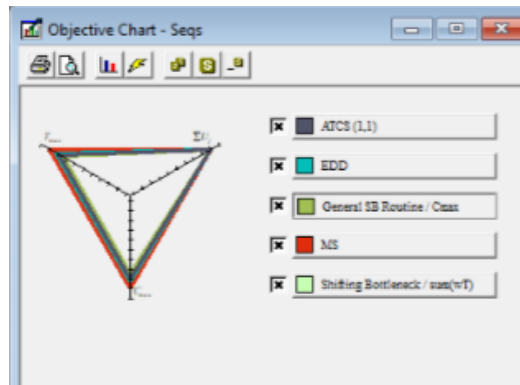 Objective Chart - Seqs
ATCS (1,1)
EDD
General SB Routine / Cmax
MS
Shifting Bottleneck / sum(wT)